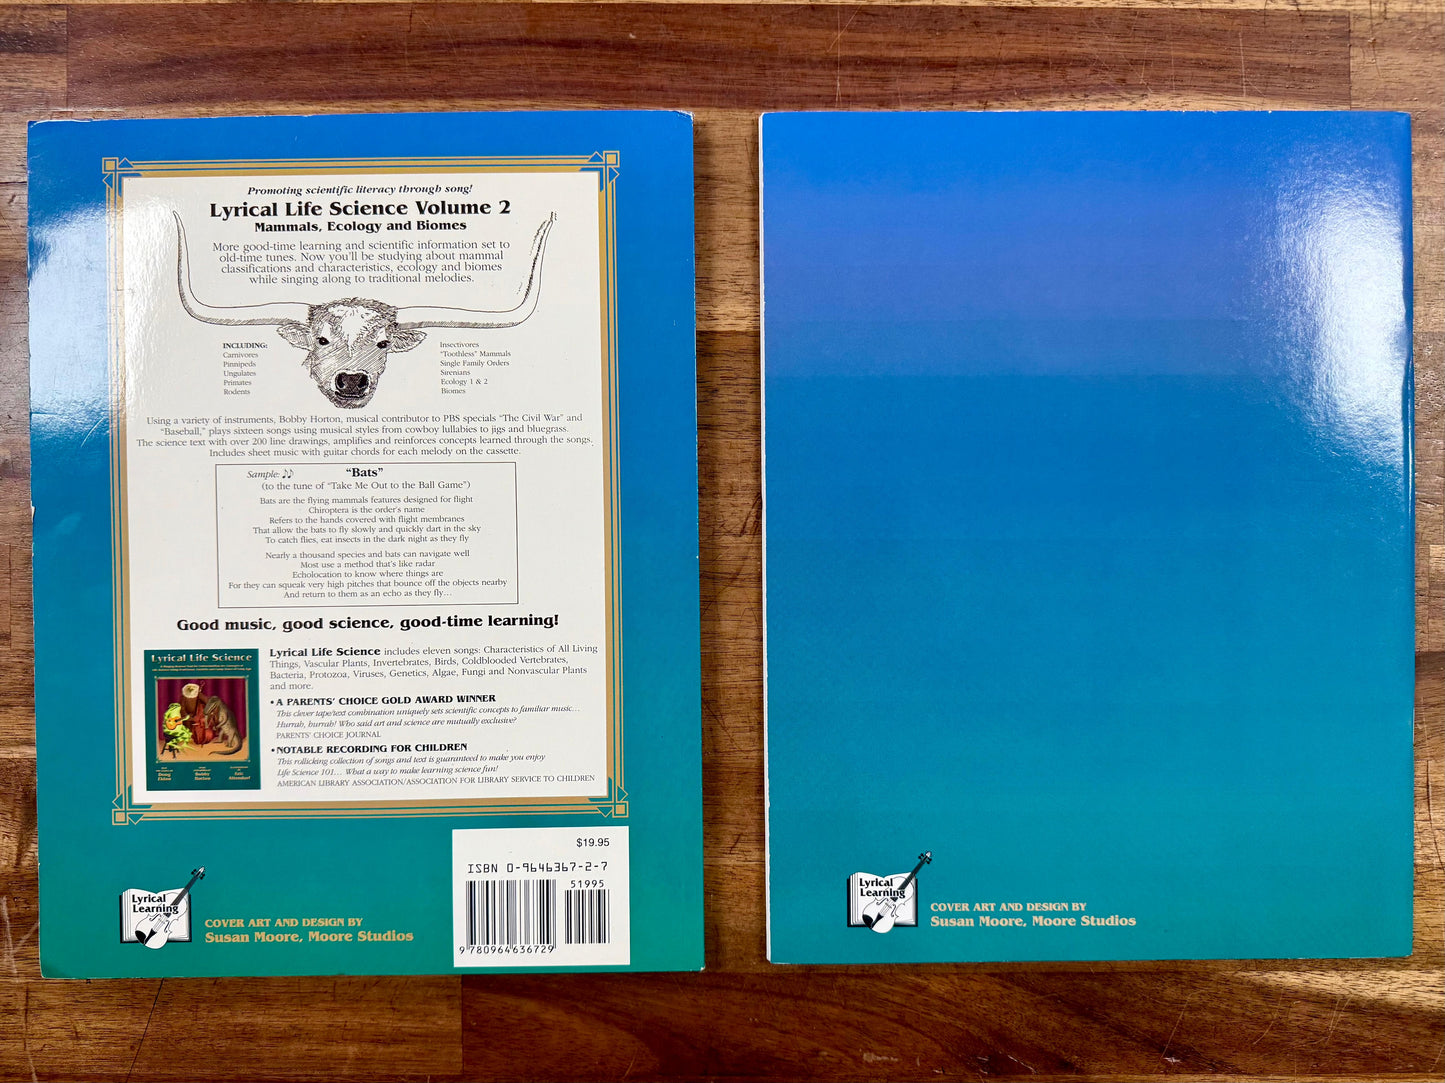 Promoting scientific literacy through song!
Lyrical Life Science Volume 2
Mammals, Ecology and Biomes
More good-time learning and scientific information set to
old-time tunes. Now you'll be studying about mammal
classifications and characteristics, ecology and biomes
while singing along to traditional melodies.
INCLUDING:
Carnivores
Pinnipeds
Ungulates
Primates
Rodents
Insectivores
"Toothless" Mammals
Single Family Orders
Sirenians
Ecology 1 & 2
Biomes
Using a variety of instruments, Bobby Horton, musical contributor to PBS specials "The Civil War" and
"Baseball," plays sixteen songs using musical styles from cowboy lullabies to jigs and bluegrass.
The science text with over 200 line drawings, amplifies and reinforces concepts learned through the songs.
Includes sheet music with guitar chords for each melody on the cassette.
Sample: ♪♪ "Bats"
(to the tune of "Take Me Out to the Ball Game")
Bats are the flying mammals features designed for flight
Chiroptera is the order's name
Refers to the hands covered with flight membranes
That allow the bats to fly slowly and quickly dart in the sky
To catch flies, eat insects in the dark night as they fly
Nearly a thousand species and bats can navigate well
Most use a method that's like radar
Echolocation to know where things are
For they can squeak very high pitches that bounce off the objects nearby
And return to them as an echo as they fly...
Good music, good science, good-time learning!
Lyrical Life Science
Doug Eldon
Bobby Horton
Eric Altendorf
Lyrical Life Science includes eleven songs: Characteristics of All Living
Things, Vascular Plants, Invertebrates, Birds, Coldblooded Vertebrates,
Bacteria, Protozoa, Viruses, Genetics, Algae, Fungi and Nonvascular Plants
and more.
• A PARENTS' CHOICE GOLD AWARD WINNER
This clever tape/text combination uniquely sets scientific concepts to familiar music...
Hurrah, hurrah! Who said art and science are mutually exclusive?
PARENTS' CHOICE JOURNAL
• NOTABLE RECORDING FOR CHILDREN
This rollicking collection of songs and text is guaranteed to make you enjoy
Life Science 101... What a way to make learning science fun!
AMERICAN LIBRARY ASSOCIATION/ASSOCIATION FOR LIBRARY SERVICE TO CHILDREN
$19.95
ISBN 0-9646367-2-7
51995
9 780964 636729
Lyrical
Learning
COVER ART AND DESIGN BY
Susan Moore, Moore Studios
Lyrical
Learning
COVER ART AND DESIGN BY
Susan Moore, Moore Studios